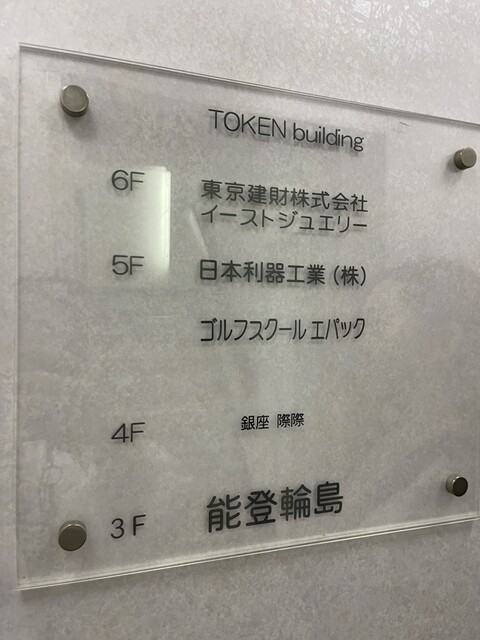 TOKEN building
6F 東京建財株式会社
イーストジュエリー
5F 日本利器工業(株)
ゴルフスクール エパック
4F 銀座 際際
3F 能登輪島